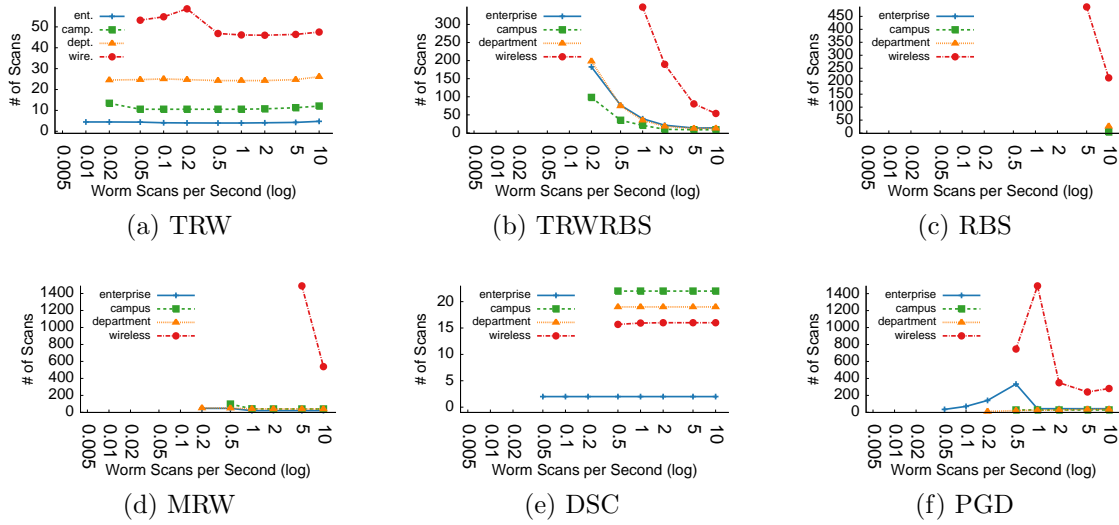 # of Scans
50
40
30
20
10
0
ent.
camp.
dept.
wire.
0.005
0.01
0.02
0.05
0.1
0.2
0.5
1
2
5
10
Worm Scans per Second (log)
(a) TRW
# of Scans
300
250
200
150
100
50
0
enterprise
campus
department
wireless
0.005
0.01
0.02
0.05
0.1
0.2
0.5
1
2
5
10
Worm Scans per Second (log)
(b) TRWRBS
# of Scans
450
400
350
300
250
200
150
100
50
0
enterprise
campus
department
wireless
0.005
0.01
0.02
0.05
0.1
0.2
0.5
1
2
5
10
Worm Scans per Second (log)
(c) RBS
# of Scans
1400
1200
1000
800
600
400
200
0
enterprise
campus
department
wireless
0.005
0.01
0.02
0.05
0.1
0.2
0.5
1
2
5
10
Worm Scans per Second (log)
(d) MRW
# of Scans
20
15
10
5
0
enterprise
campus
department
wireless
0.005
0.01
0.02
0.05
0.1
0.2
0.5
1
2
5
10
Worm Scans per Second (log)
(e) DSC
# of Scans
1400
1200
1000
800
600
400
200
0
enterprise
campus
department
wireless
0.005
0.01
0.02
0.05
0.1
0.2
0.5
1
2
5
10
Worm Scans per Second (log)
(f) PGD